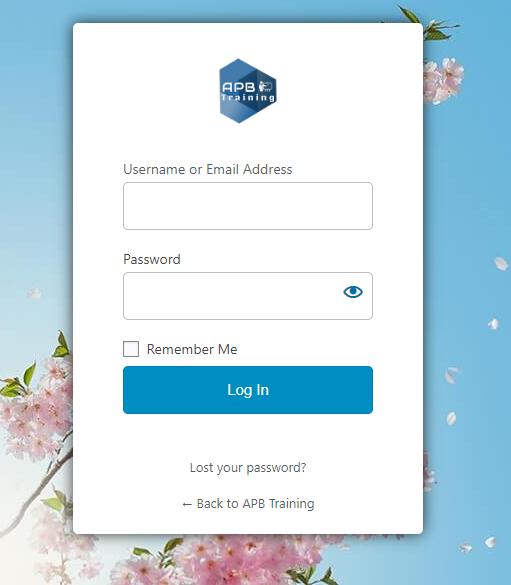 APB
Training
Username or Email Address
Password
Remember Me
Log In
Lost your password?
← Back to APB Training